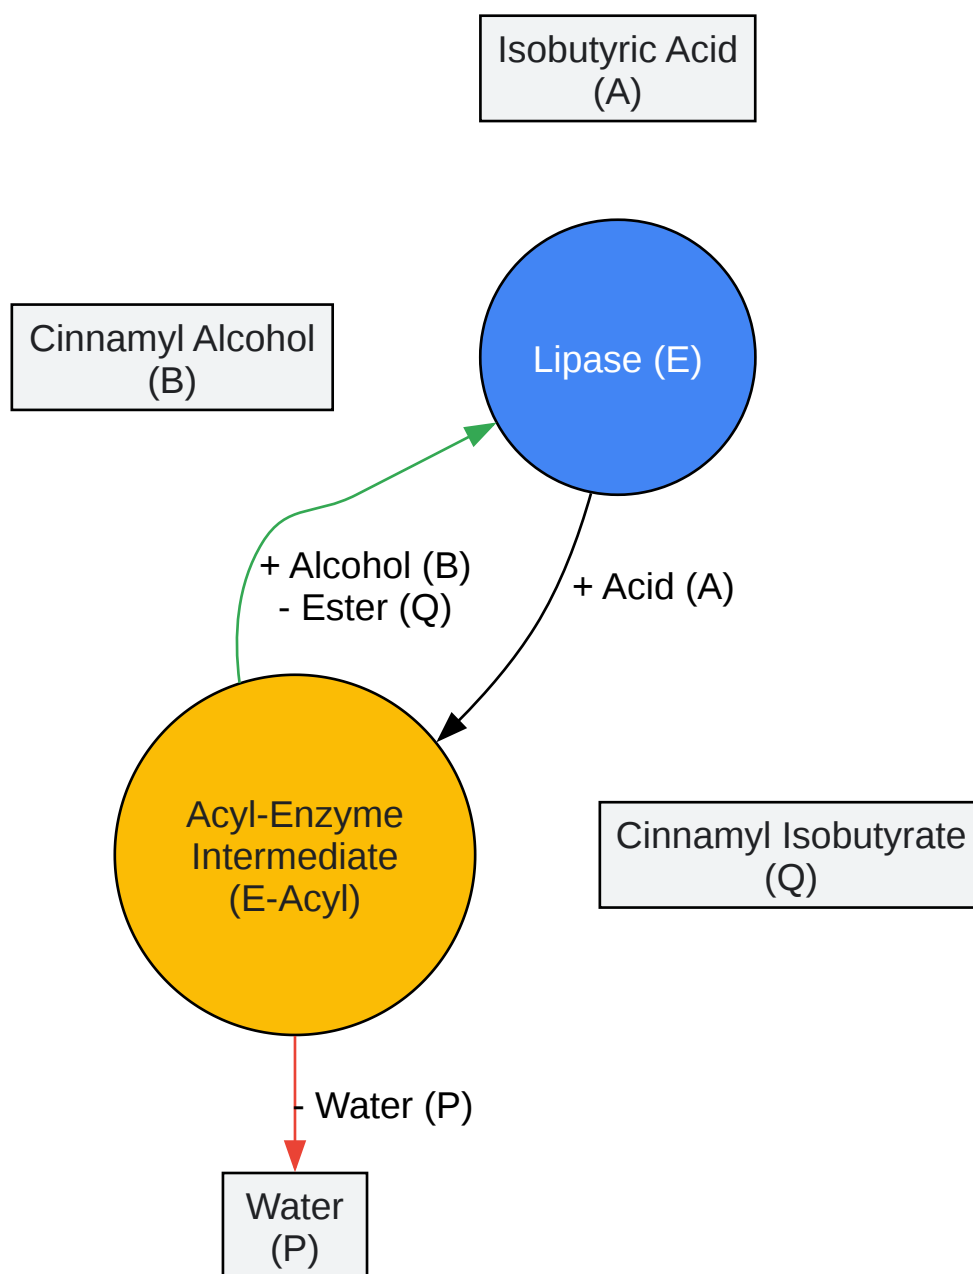 Isobutyric Acid
(A)
Lipase (E)
Cinnamyl Alcohol
(B)
+ Alcohol (B)
- Ester (Q)
+ Acid (A)
Acyl-Enzyme
Intermediate
(E-Acyl)
Cinnamyl Isobutyrate
(Q)
- Water (P)
Water
(P)